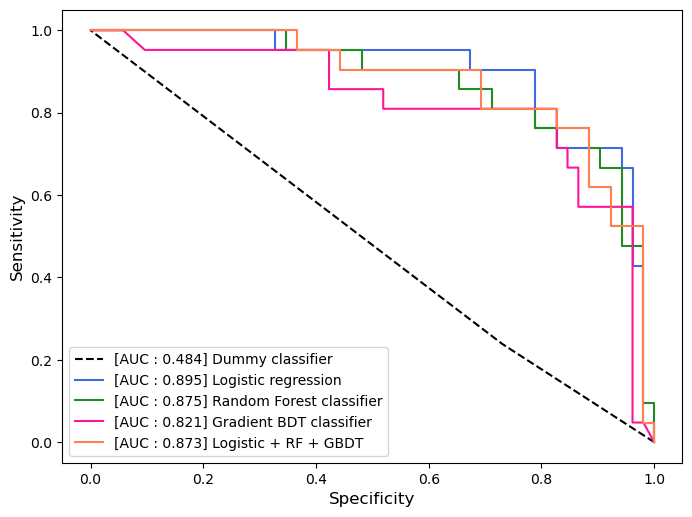 1.0
0.8
0.6
0.4
0.2
0.0
Sensitivity
[AUC : 0.484] Dummy classifier
[AUC : 0.895] Logistic regression
[AUC : 0.875] Random Forest classifier
[AUC : 0.821] Gradient BDT classifier
[AUC : 0.873] Logistic + RF + GBDT
0.0 0.2 0.4 0.6 0.8 1.0
Specificity